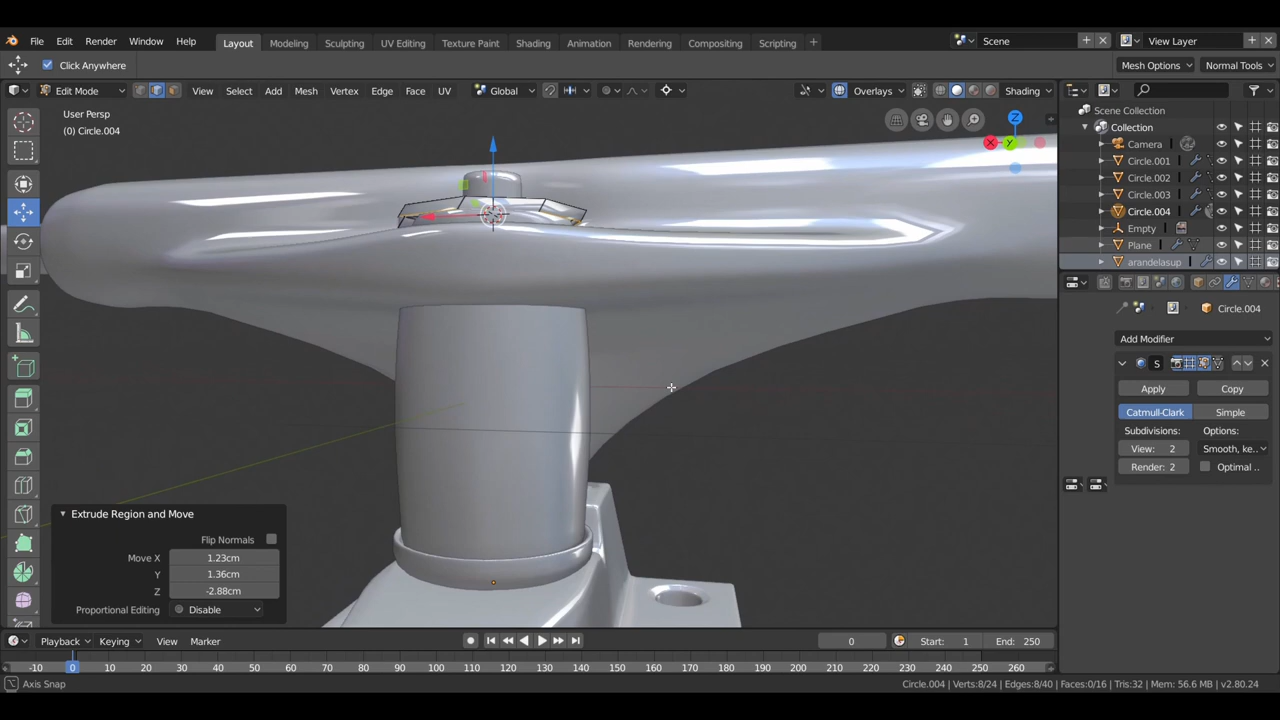 File Edit Render Window Help Layout Modeling Sculpting UV Editing Texture Paint Shading Animation Rendering Compositing Scripting Scene View Layer
Click Anywhere Mesh Options Normal Tools
Edit Mode View Select Add Mesh Vertex Edge Face UV Global Overlays Shading
User Persp
(0) Circle.004
Z
X
Y
Scene Collection
Collection
Camera
Circle.001
Circle.002
Circle.003
Circle.004
Empty
Plane
arandelasup
Circle.004
Add Modifier
S
Apply Copy
Catmull-Clark Simple
Subdivisions: Options:
View: 2 Smooth, ke..
Render: 2 Optimal ..
Extrude Region and Move
Flip Normals
Move X 1.23cm
Y 1.36cm
Z -2.88cm
Proportional Editing Disable
Playback Keying View Marker 0 Start: 1 End: 250
-10 0 10 20 30 40 50 60 70 80 90 100 110 120 130 140 150 160 170 180 190 200 210 220 230 240 250 260
Axis Snap Circle.004 | Verts:8/24 | Edges:8/40 | Faces:0/16 | Tris:32 | Mem: 56.6 MB | v2.80.24